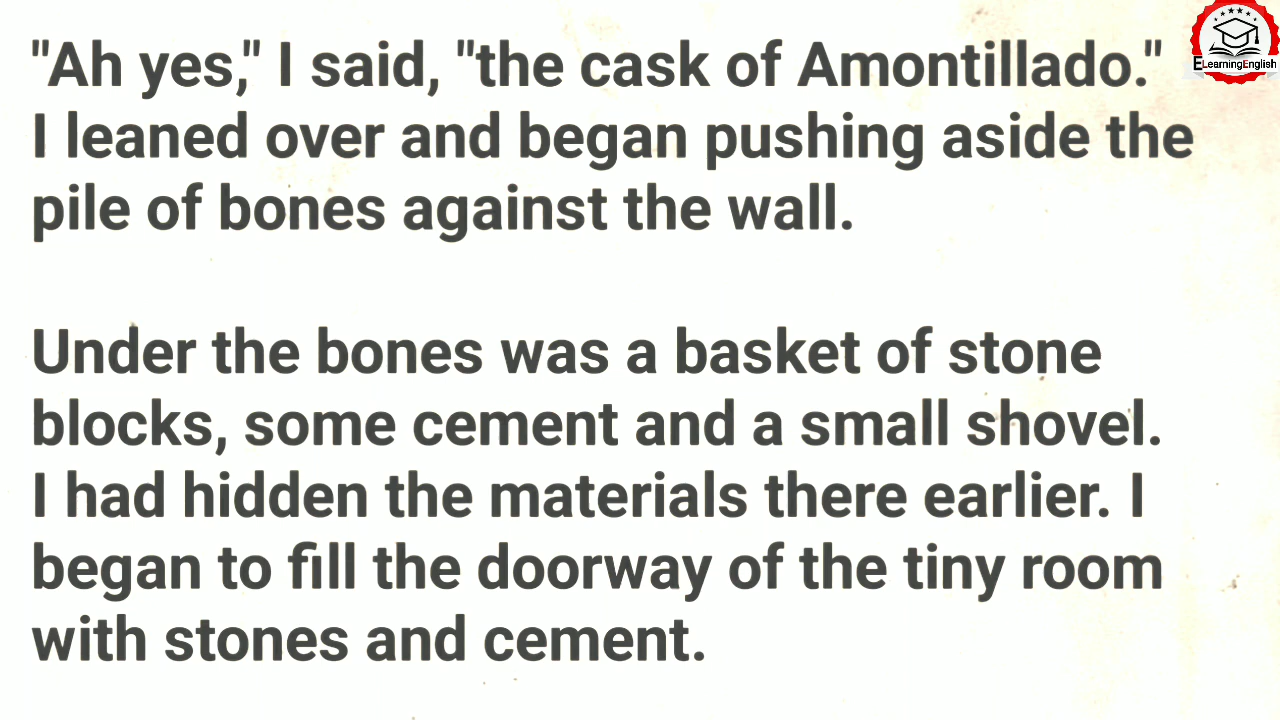 "Ah yes," I said, "the cask of Amontillado."
I leaned over and began pushing aside the
pile of bones against the wall.
Under the bones was a basket of stone
blocks, some cement and a small shovel.
I had hidden the materials there earlier. I
began to fill the doorway of the tiny room
with stones and cement.
ELearningEnglish